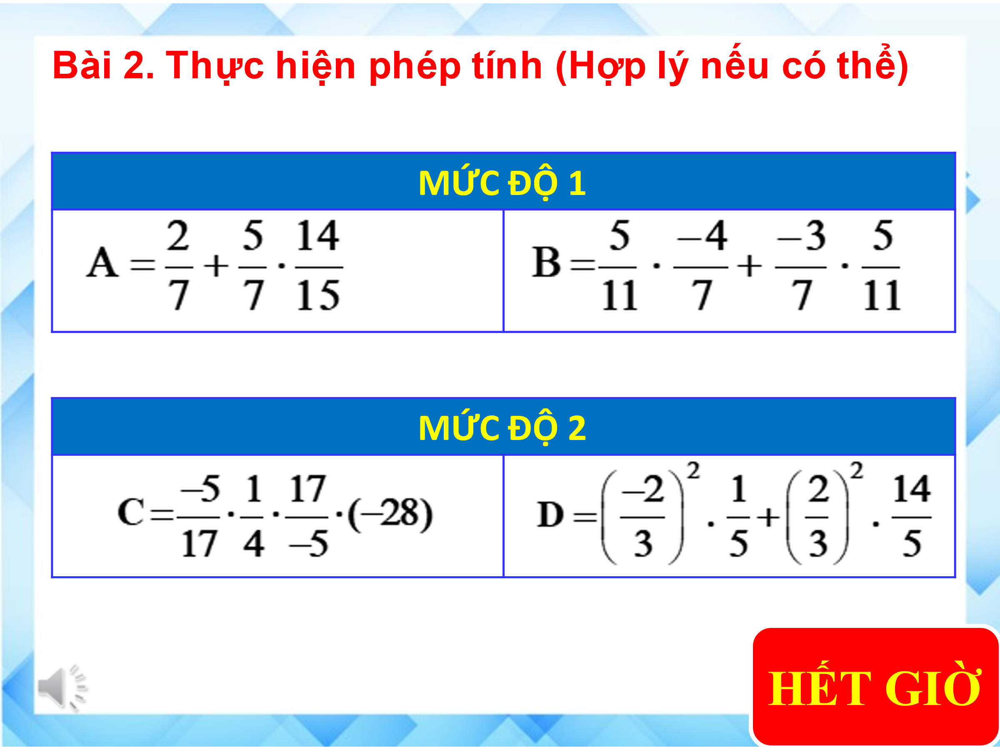 Bài 2. Thực hiện phép tính (Hợp lý nếu có thể)
MỨC ĐỘ 1
A = 2/7 + 5/7 · 14/15
B = 5/11 · −4/7 + −3/7 · 5/11
MỨC ĐỘ 2
C = −5/17 · 1/4 · 17/−5 · (−28)
D = (−2/3)² . 1/5 + (2/3)² . 14/5
HẾT GIỜ